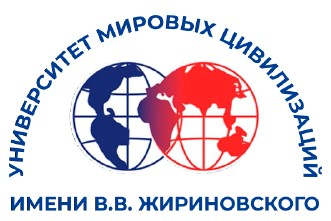 УНИВЕРСИТЕТ МИРОВЫХ ЦИВИЛИЗАЦИЙ
ИМЕНИ В.В. ЖИРИНОВСКОГО